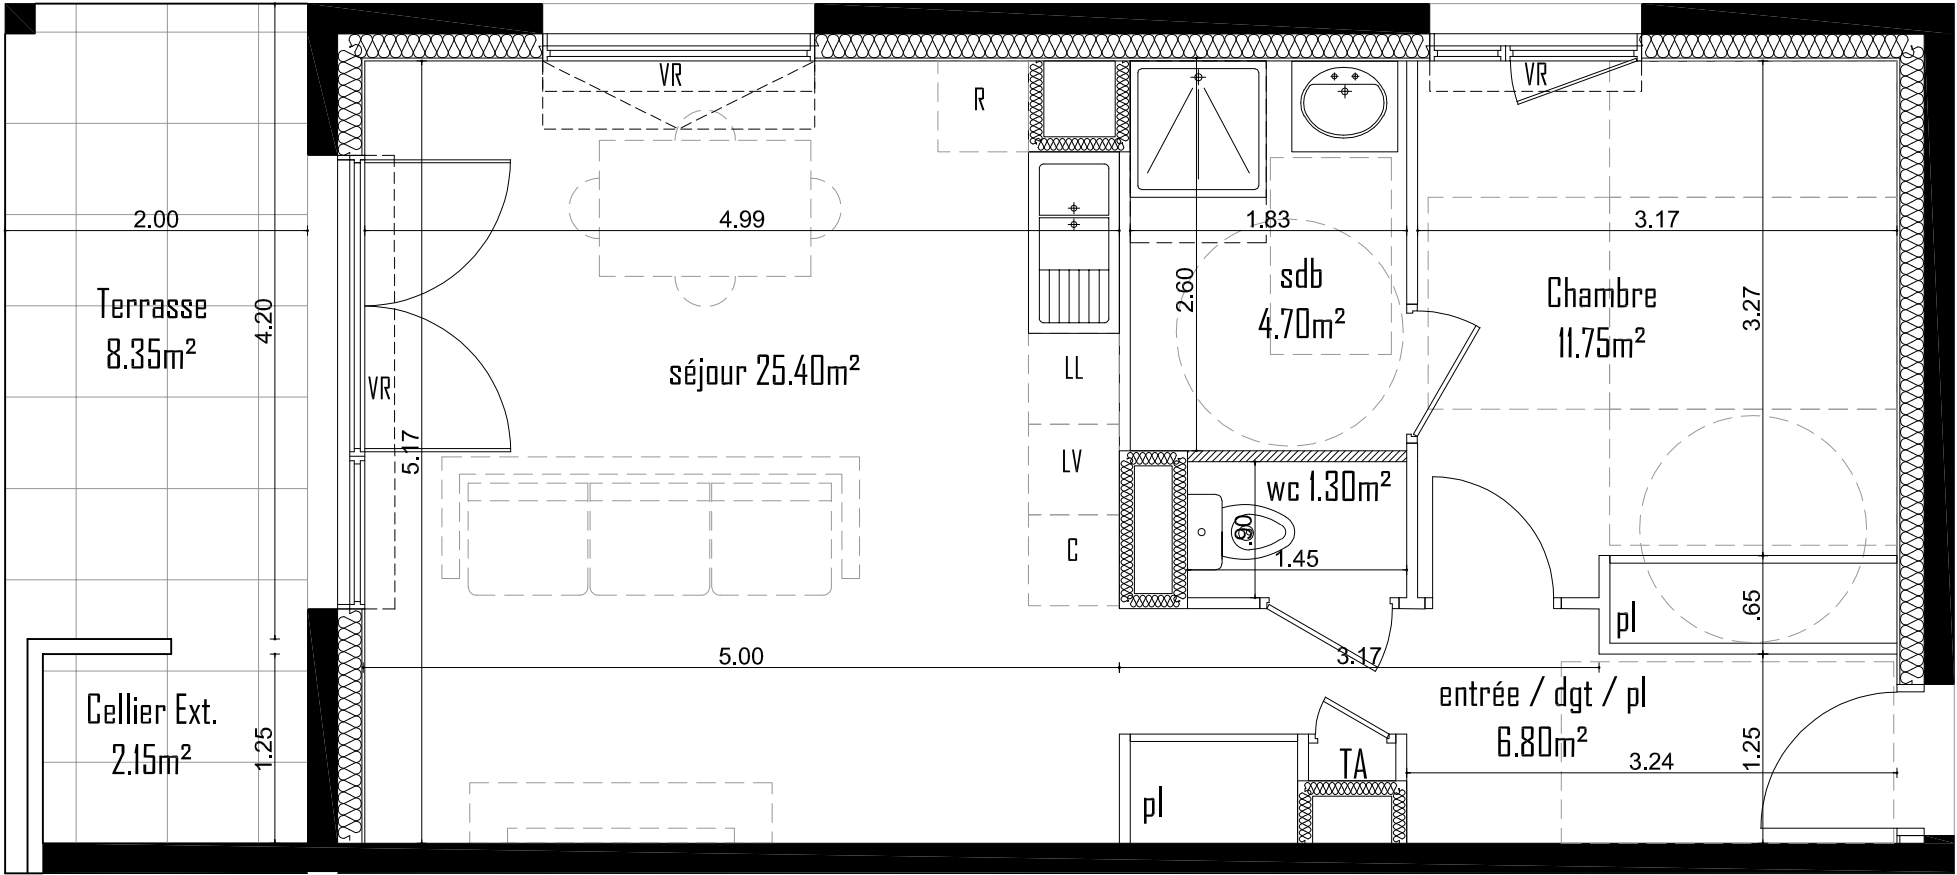 VR
R
VR
2.00
4.99
1.83
3.17
Terrasse
8.35m²
4.20
2.60
sdb
4.70m²
Chambre
11.75m²
3.27
séjour 25.40m²
VR
LL
5.17
LV
wc 1.30m²
.90
C
1.45
.65
pl
5.00
3.17
entrée / dgt / pl
6.80m²
Cellier Ext.
2.15m²
1.25
TA
3.24
1.25
pl